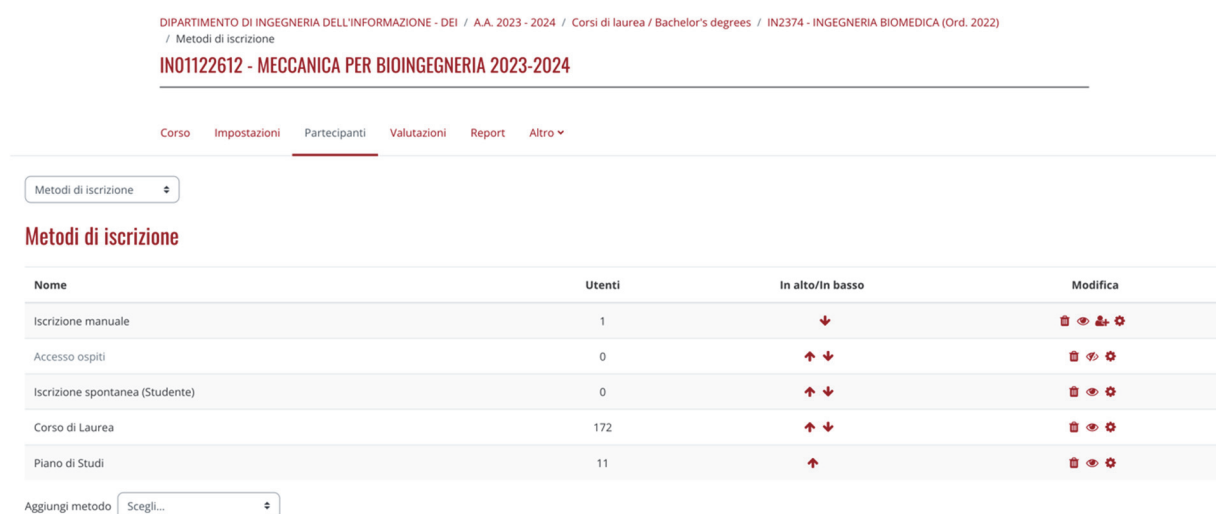 DIPARTIMENTO DI INGEGNERIA DELL'INFORMAZIONE - DEI / A.A. 2023 - 2024 / Corsi di laurea / Bachelor's degrees / IN2374 - INGEGNERIA BIOMEDICA (Ord. 2022)
/ Metodi di iscrizione
IN01122612 - MECCANICA PER BIOINGEGNERIA 2023-2024
Corso Impostazioni Partecipanti Valutazioni Report Altro
Metodi di iscrizione
Metodi di iscrizione
Nome Utenti In alto/In basso Modifica
Iscrizione manuale 1
Accesso ospiti 0
Iscrizione spontanea (Studente) 0
Corso di Laurea 172
Piano di Studi 11
Aggiungi metodo Scegli...